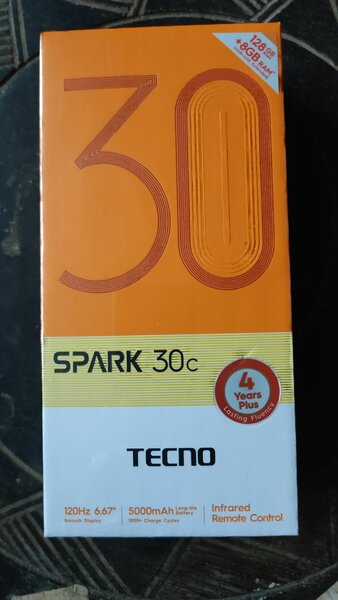 30
128GB
+8GB RAM*
SPARK 30C
4
Years
Plus
Lasting Fluency
TECNO
120Hz 6.67"
Smooth Display
5000mAh Long-life Battery
1000+ Charge Cycles
Infrared
Remote Control